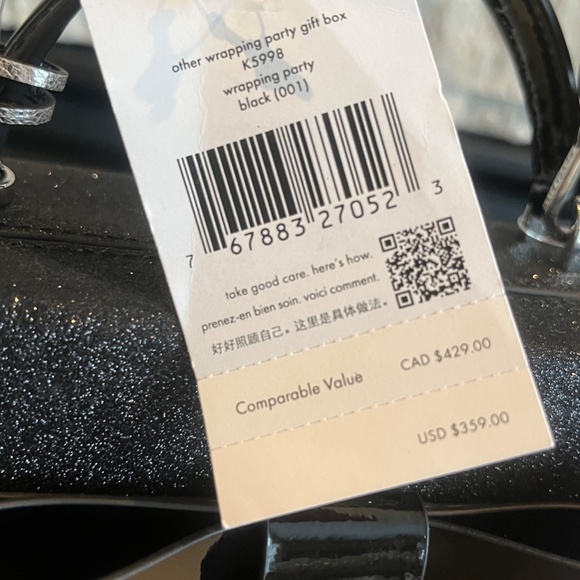 other wrapping party gift box
K5998
wrapping party
black (001)
7 67883 27052 3
take good care. here's how.
prenez-en bien soin. voici comment.
好好照顾自己。这里是具体做法。
Comparable Value CAD $429.00
USD $359.00